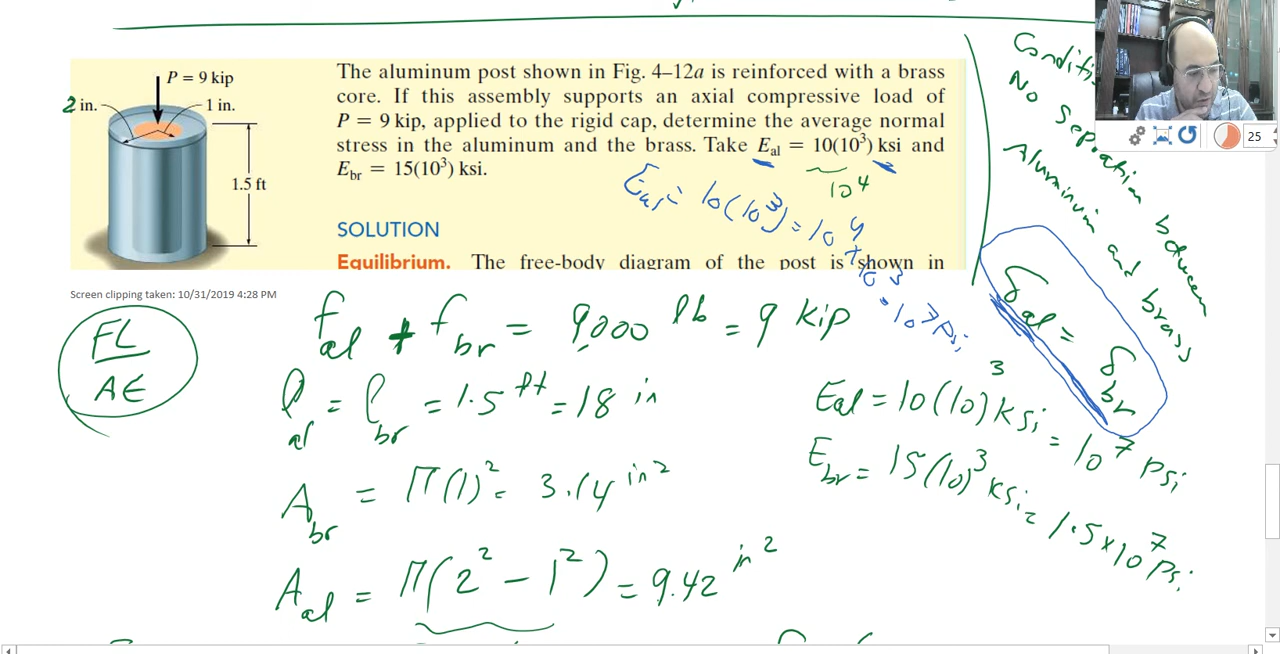 P = 9 kip
2 in.
1 in.
1.5 ft
The aluminum post shown in Fig. 4–12a is reinforced with a brass
core. If this assembly supports an axial compressive load of
P = 9 kip, applied to the rigid cap, determine the average normal
stress in the aluminum and the brass. Take E_al = 10(10³) ksi and
E_br = 15(10³) ksi.
10⁴
E_al = 10(10³) = 10⁴
* 10³
= 10⁷ Psi
SOLUTION
Equilibrium. The free-body diagram of the post is shown in
Screen clipping taken: 10/31/2019 4:28 PM
No Separation between
Aluminum and brass
δ_al = δ_br
25
FL
AE
f_al + f_br = 9,000 lb = 9 kip
l_al = l_br = 1.5 ft = 18 in
A_br = π(1)² = 3.14 in²
A_al = π(2² − 1²) = 9.42 in²
E_al = 10(10)³ ksi = 10⁷ Psi
E_br = 15(10)³ ksi = 1.5×10⁷ Psi